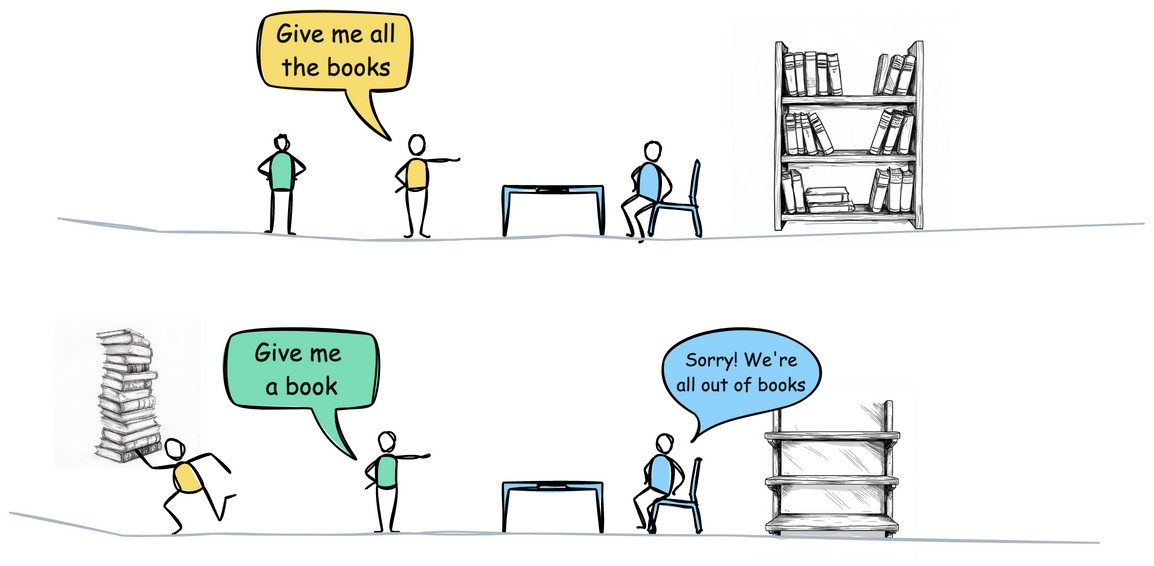 Give me all
the books
Give me
a book
Sorry! We're
all out of books